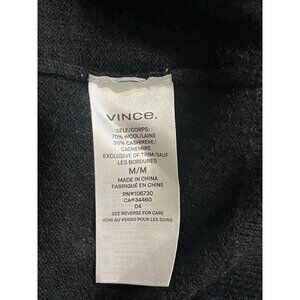 VINCE.
SELF/CORPS:
70% WOOL/LAINE
30% CASHMERE/
CACHEMIRE
EXCLUSIVE OF TRIM/SAUF
LES BORDURES
M/M
MADE IN CHINA
FABRIQUÉ EN CHINE
RN#106730
CA#34460
04
SEE REVERSE FOR CARE
VOIR AU VERSO POUR LES SOINS